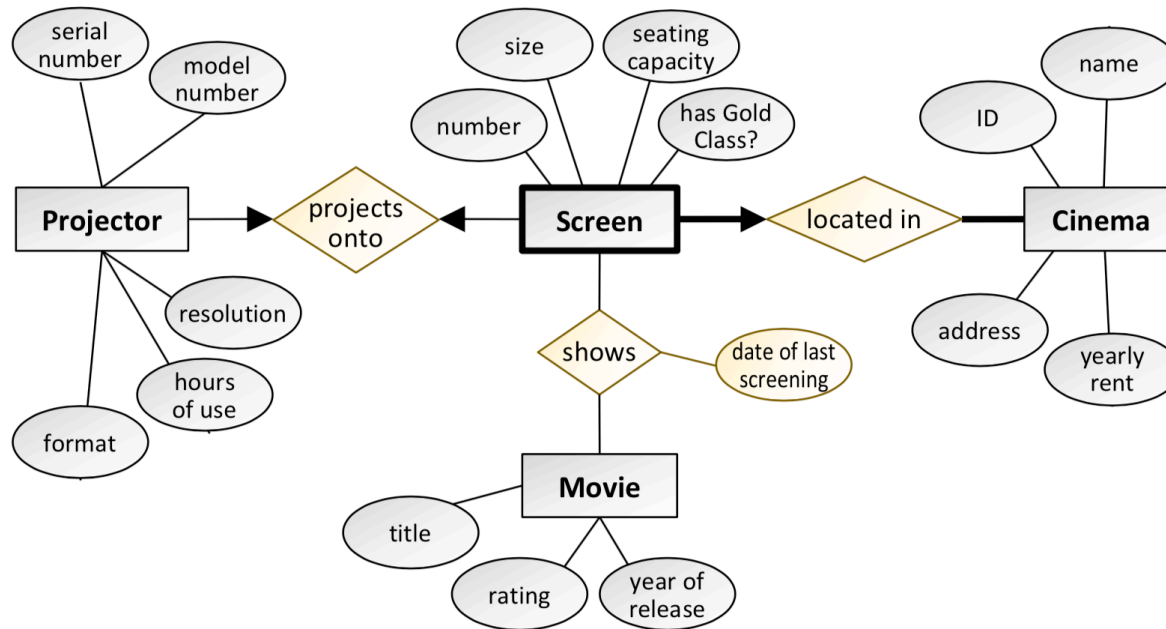 serial
number
model
number
size
seating
capacity
number
has Gold
Class?
name
ID
Projector
projects
onto
Screen
located in
Cinema
resolution
hours
of use
format
shows
date of last
screening
address
yearly
rent
Movie
title
rating
year of
release